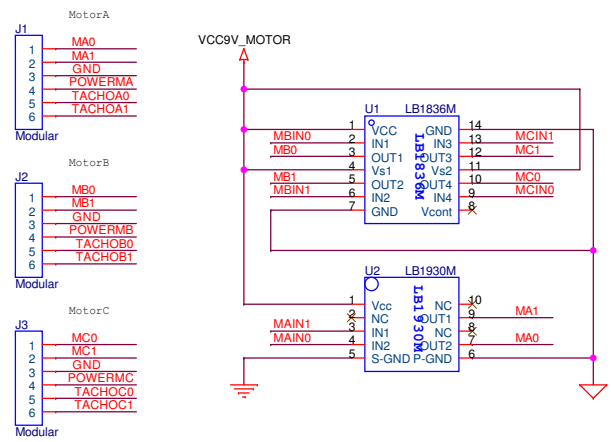 MotorA
J1
1 MA0
2 MA1
3 GND
4 POWERMA
5 TACHOA0
6 TACHOA1
Modular
MotorB
J2
1 MB0
2 MB1
3 GND
4 POWERMB
5 TACHOB0
6 TACHOB1
Modular
MotorC
J3
1 MC0
2 MC1
3 GND
4 POWERMC
5 TACHOC0
6 TACHOC1
Modular
VCC9V_MOTOR
U1 LB1836M
1 VCC GND 14
MBIN0 2 IN1 IN3 13 MCIN1
MB0 3 OUT1 OUT3 12 MC1
4 Vs1 Vs2 11
MB1 5 OUT2 OUT4 10 MC0
MBIN1 6 IN2 IN4 9 MCIN0
7 GND Vcont 8
LB1836M
U2 LB1930M
1 Vcc NC 10
2 NC OUT1 9 MA1
MAIN1 3 IN1 NC 8
MAIN0 4 IN2 OUT2 7 MA0
5 S-GND P-GND 6
LB1930M